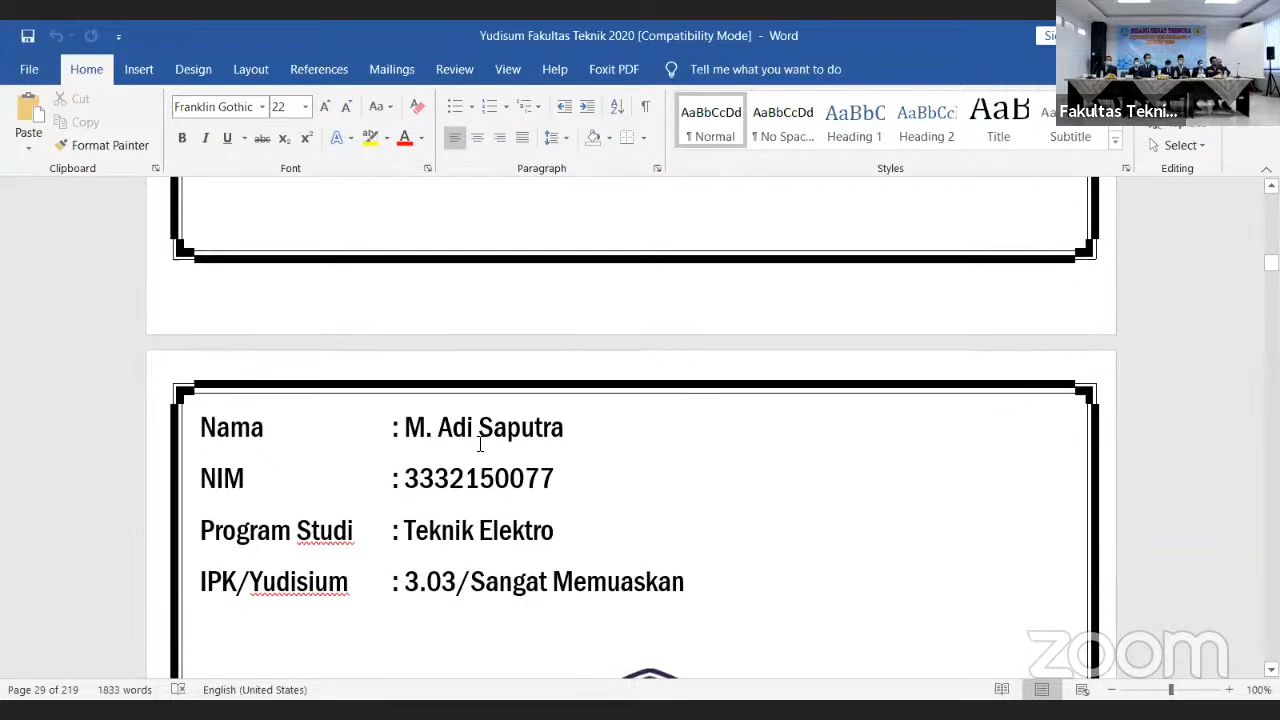 Yudisum Fakultas Teknik 2020 [Compatibility Mode] - Word
File Home Insert Design Layout References Mailings Review View Help Foxit PDF Tell me what you want to do
SIDANG SENAT TERBUKA
Fakultas Tekni...
Paste
Cut
Copy
Format Painter
Clipboard
Franklin Gothic 22
Font
Paragraph
AaBbCcDd AaBbCcDd AaBbC AaBbCc AaB
¶ Normal ¶ No Spac... Heading 1 Heading 2 Title Subtitle
Styles
Select
Editing
Nama : M. Adi Saputra
NIM : 3332150077
Program Studi : Teknik Elektro
IPK/Yudisium : 3.03/Sangat Memuaskan
zoom
Page 29 of 219 1833 words English (United States) 100%